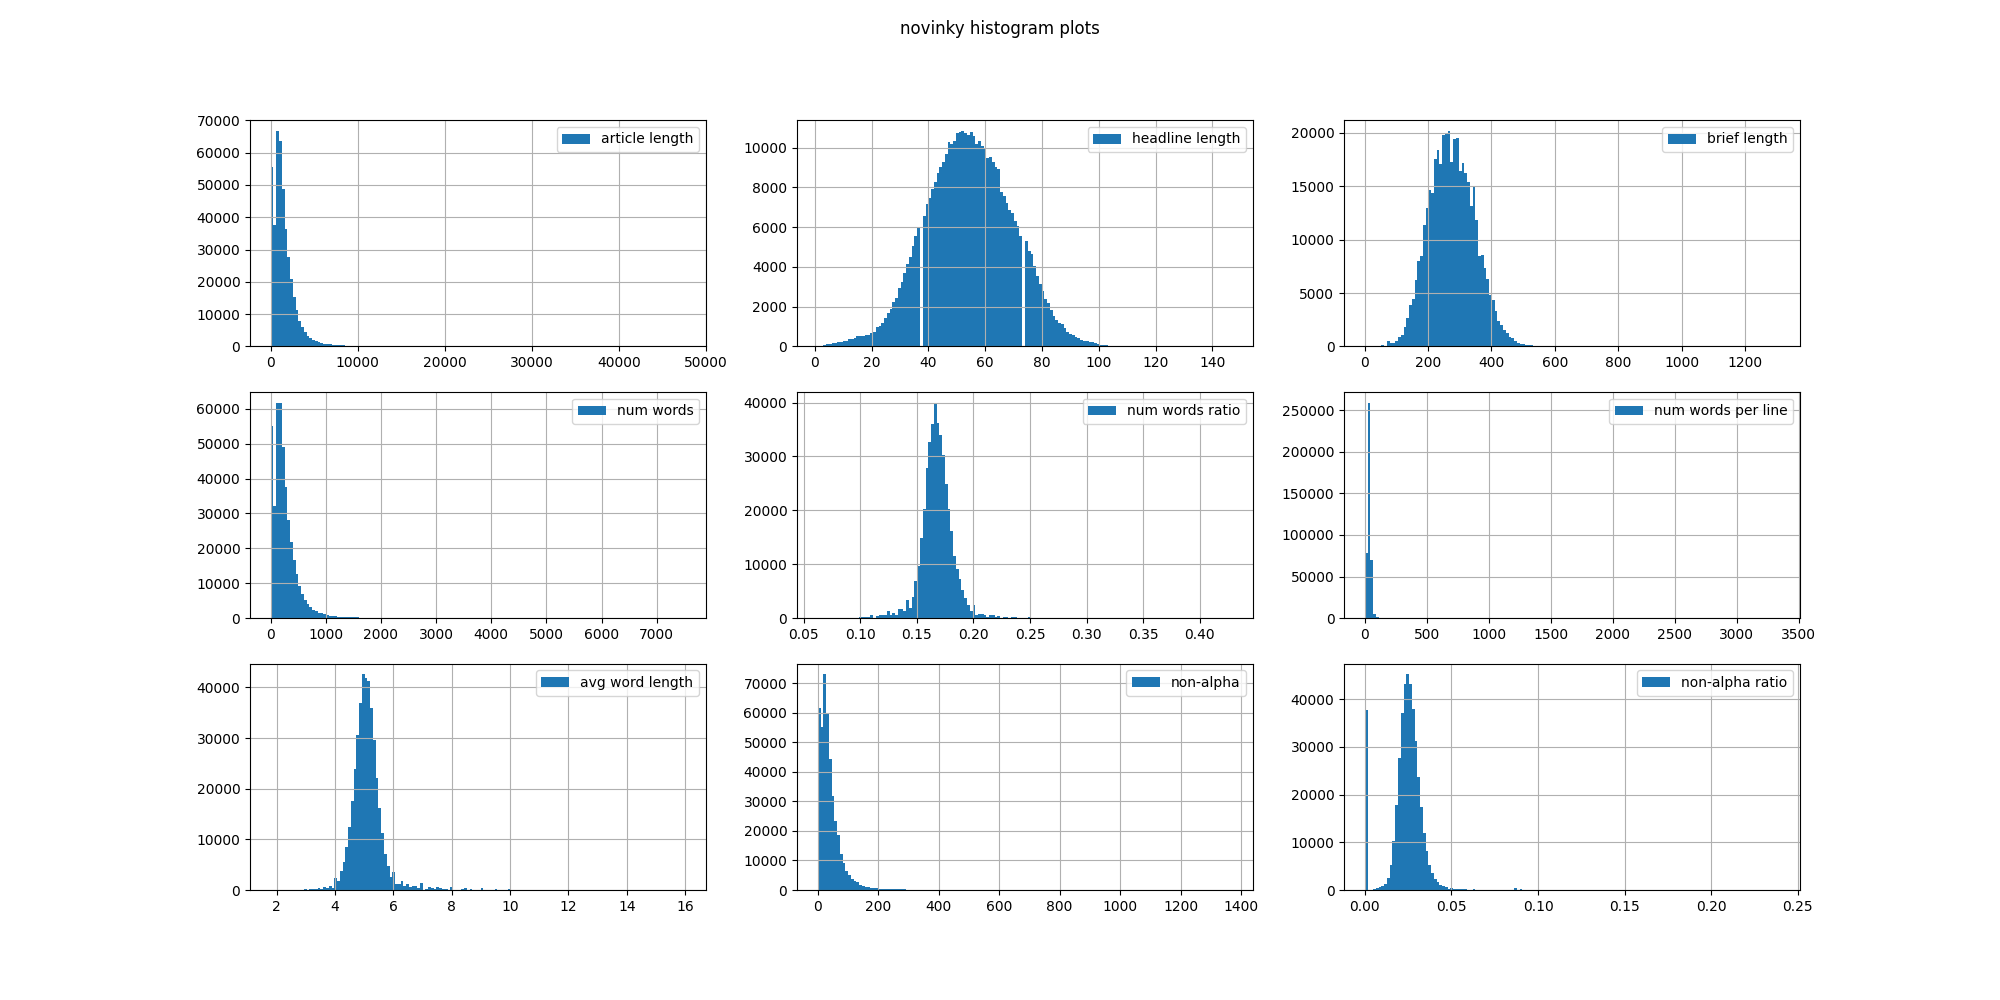 novinky histogram plots
70000
60000
50000
40000
30000
20000
10000
0
0 10000 20000 30000 40000 50000
article length
10000
8000
6000
4000
2000
0
0 20 40 60 80 100 120 140
headline length
20000
15000
10000
5000
0
0 200 400 600 800 1000 1200
brief length
60000
50000
40000
30000
20000
10000
0
0 1000 2000 3000 4000 5000 6000 7000
num words
40000
30000
20000
10000
0
0.05 0.10 0.15 0.20 0.25 0.30 0.35 0.40
num words ratio
250000
200000
150000
100000
50000
0
0 500 1000 1500 2000 2500 3000 3500
num words per line
40000
30000
20000
10000
0
2 4 6 8 10 12 14 16
avg word length
70000
60000
50000
40000
30000
20000
10000
0
0 200 400 600 800 1000 1200 1400
non-alpha
40000
30000
20000
10000
0
0.00 0.05 0.10 0.15 0.20 0.25
non-alpha ratio